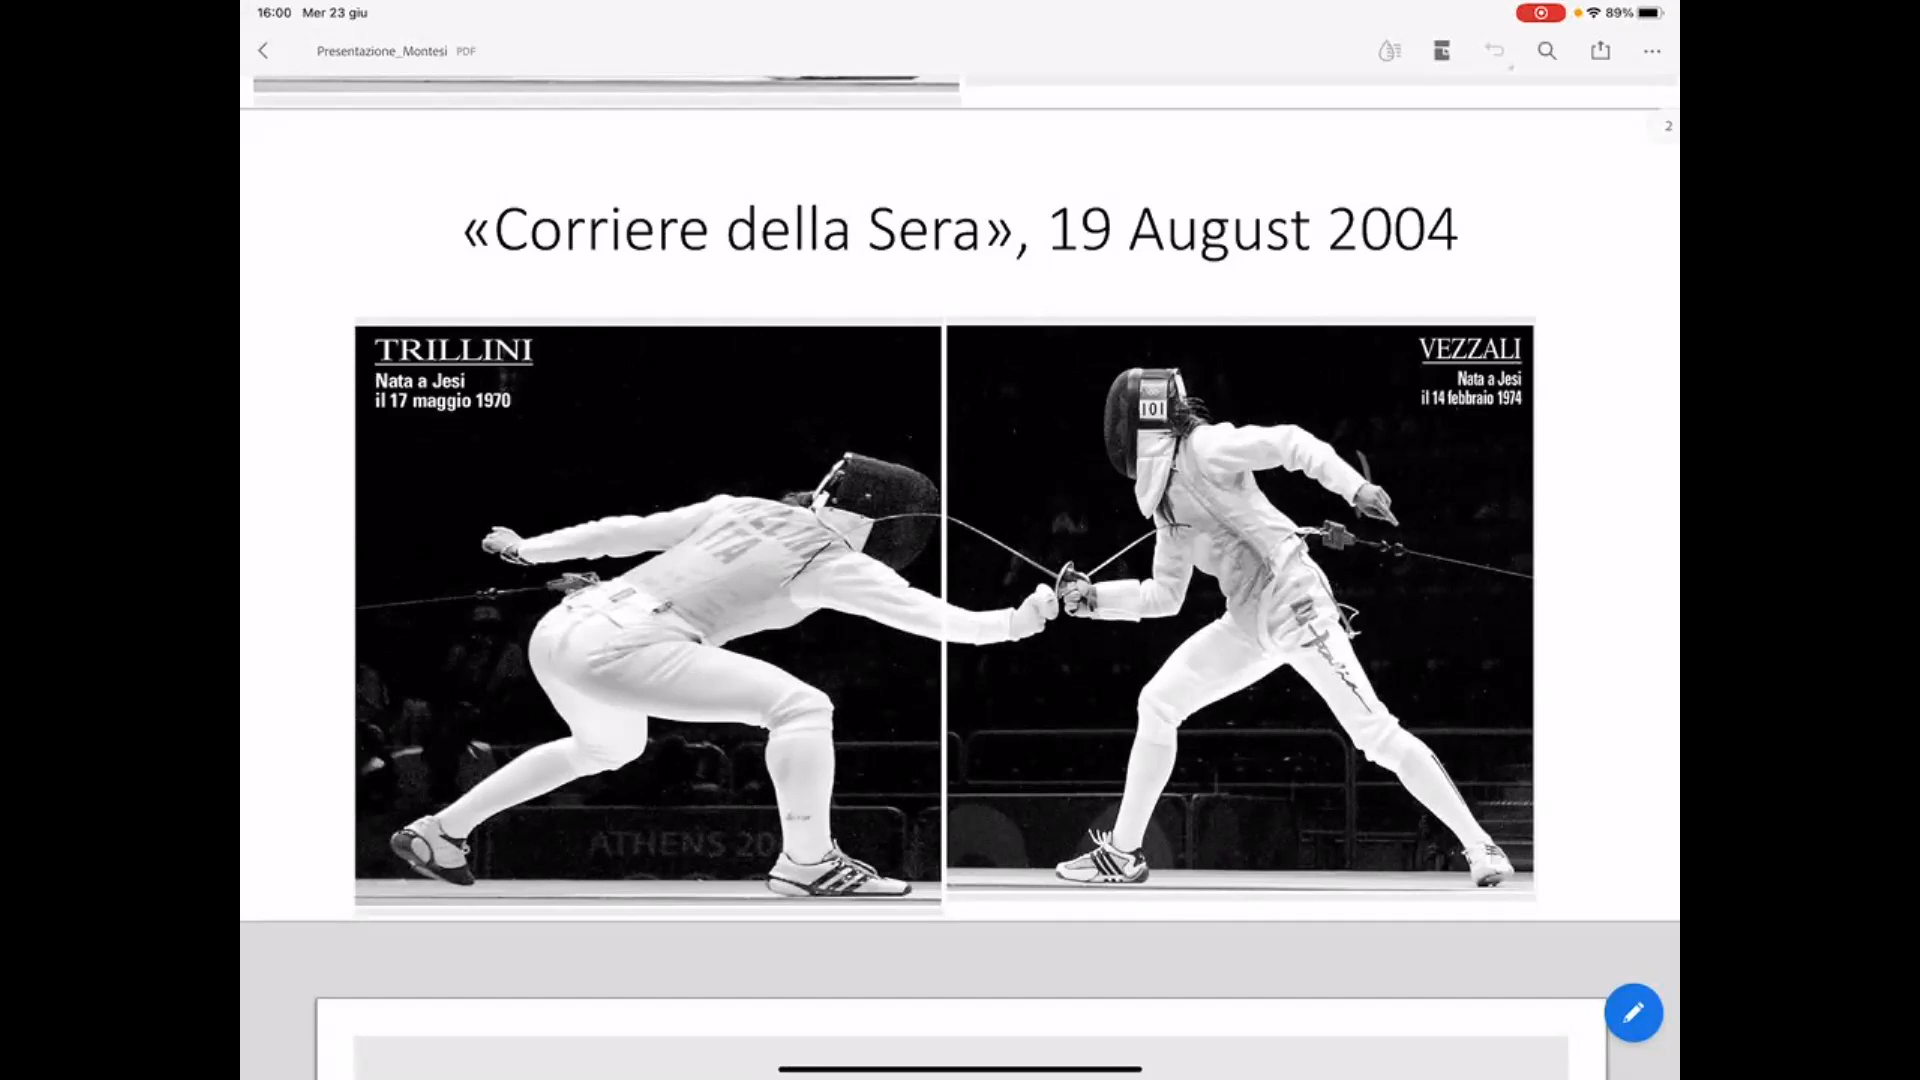 16:00 Mer 23 giu
89%
Presentazione_Montesi PDF
2
«Corriere della Sera», 19 August 2004
TRILLINI
Nata a Jesi
il 17 maggio 1970
VEZZALI
Nata a Jesi
il 14 febbraio 1974
101
ITA
Italia
ATHENS 20